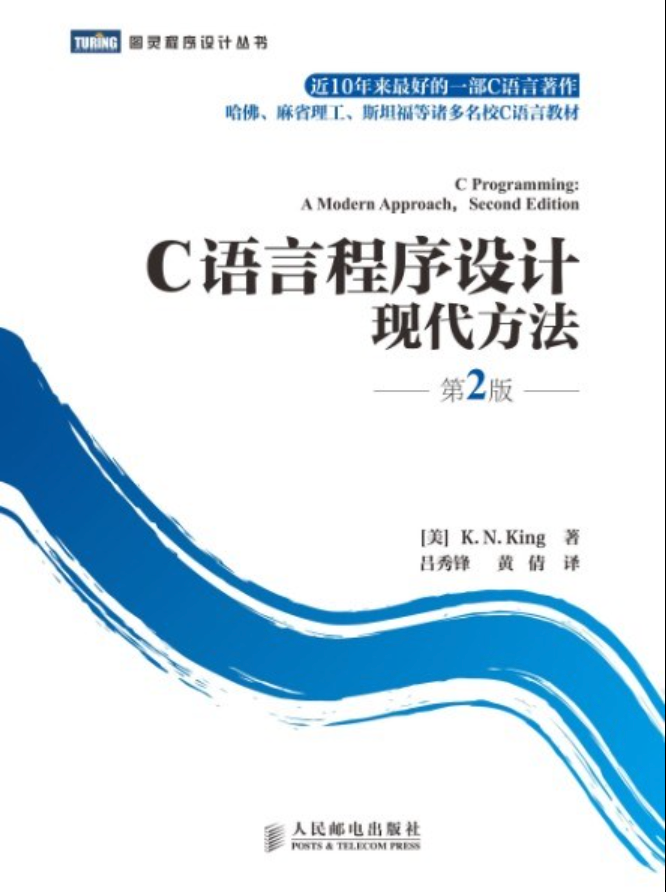 TURING 图灵程序设计丛书
近10年来最好的一部C语言著作
哈佛、麻省理工、斯坦福等诸多名校C语言教材
C Programming:
A Modern Approach, Second Edition
C语言程序设计
现代方法
第2版
[美] K. N. King 著
吕秀锋 黄倩 译
人民邮电出版社
POSTS & TELECOM PRESS